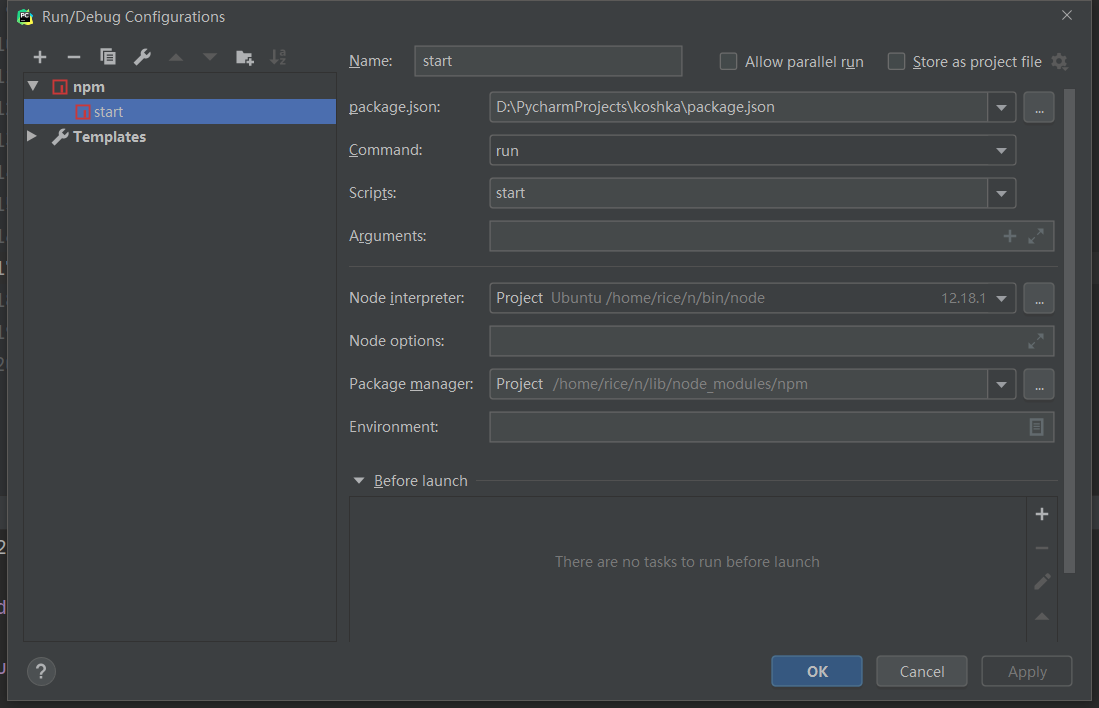 Run/Debug Configurations
npm
start
Templates
Name: start
Allow parallel run
Store as project file
package.json: D:\PycharmProjects\koshka\package.json
...
Command: run
Scripts: start
Arguments:
Node interpreter: Project Ubuntu /home/rice/n/bin/node 12.18.1
...
Node options:
Package manager: Project /home/rice/n/lib/node_modules/npm
...
Environment:
Before launch
There are no tasks to run before launch
?
OK
Cancel
Apply